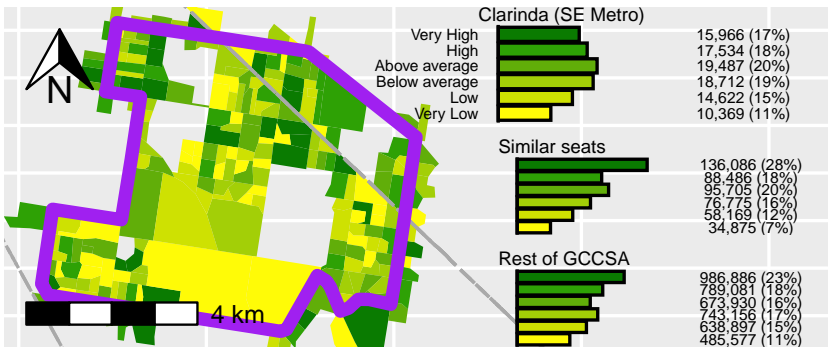 Clarinda (SE Metro)
Very High 15,966 (17%)
High 17,534 (18%)
Above average 19,487 (20%)
Below average 18,712 (19%)
Low 14,622 (15%)
Very Low 10,369 (11%)
Similar seats
136,086 (28%)
88,486 (18%)
95,705 (20%)
76,775 (16%)
58,169 (12%)
34,875 (7%)
Rest of GCCSA
986,886 (23%)
789,081 (18%)
673,930 (16%)
743,156 (17%)
638,897 (15%)
485,577 (11%)
N
4 km